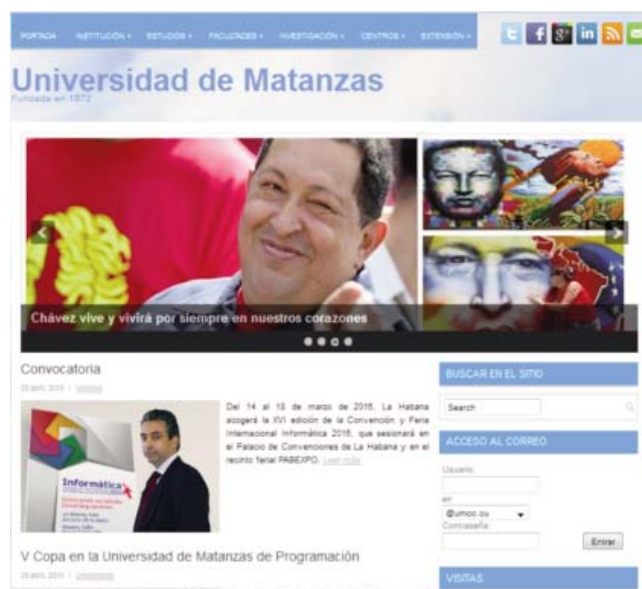 PORTADA INSTITUCIÓN ESTUDIOS FACULTADES INVESTIGACIÓN CENTROS EXTENSIÓN
Universidad de Matanzas
Fundada en 1872
Chávez vive y vivirá por siempre en nuestros corazones
Convocatoria
Del 14 al 18 de marzo de 2016, La Habana
acogerá la XVI edición de la Convención y Feria
Internacional Informática 2016, que sesionará en
el Palacio de Convenciones de La Habana y en el
recinto ferial PABEXPO. Leer más
Informática
V Copa en la Universidad de Matanzas de Programación
BUSCAR EN EL SITIO
Search
ACCESO AL CORREO
Usuario:
en
@umcc.cu
Contraseña:
Entrar
VISITAS